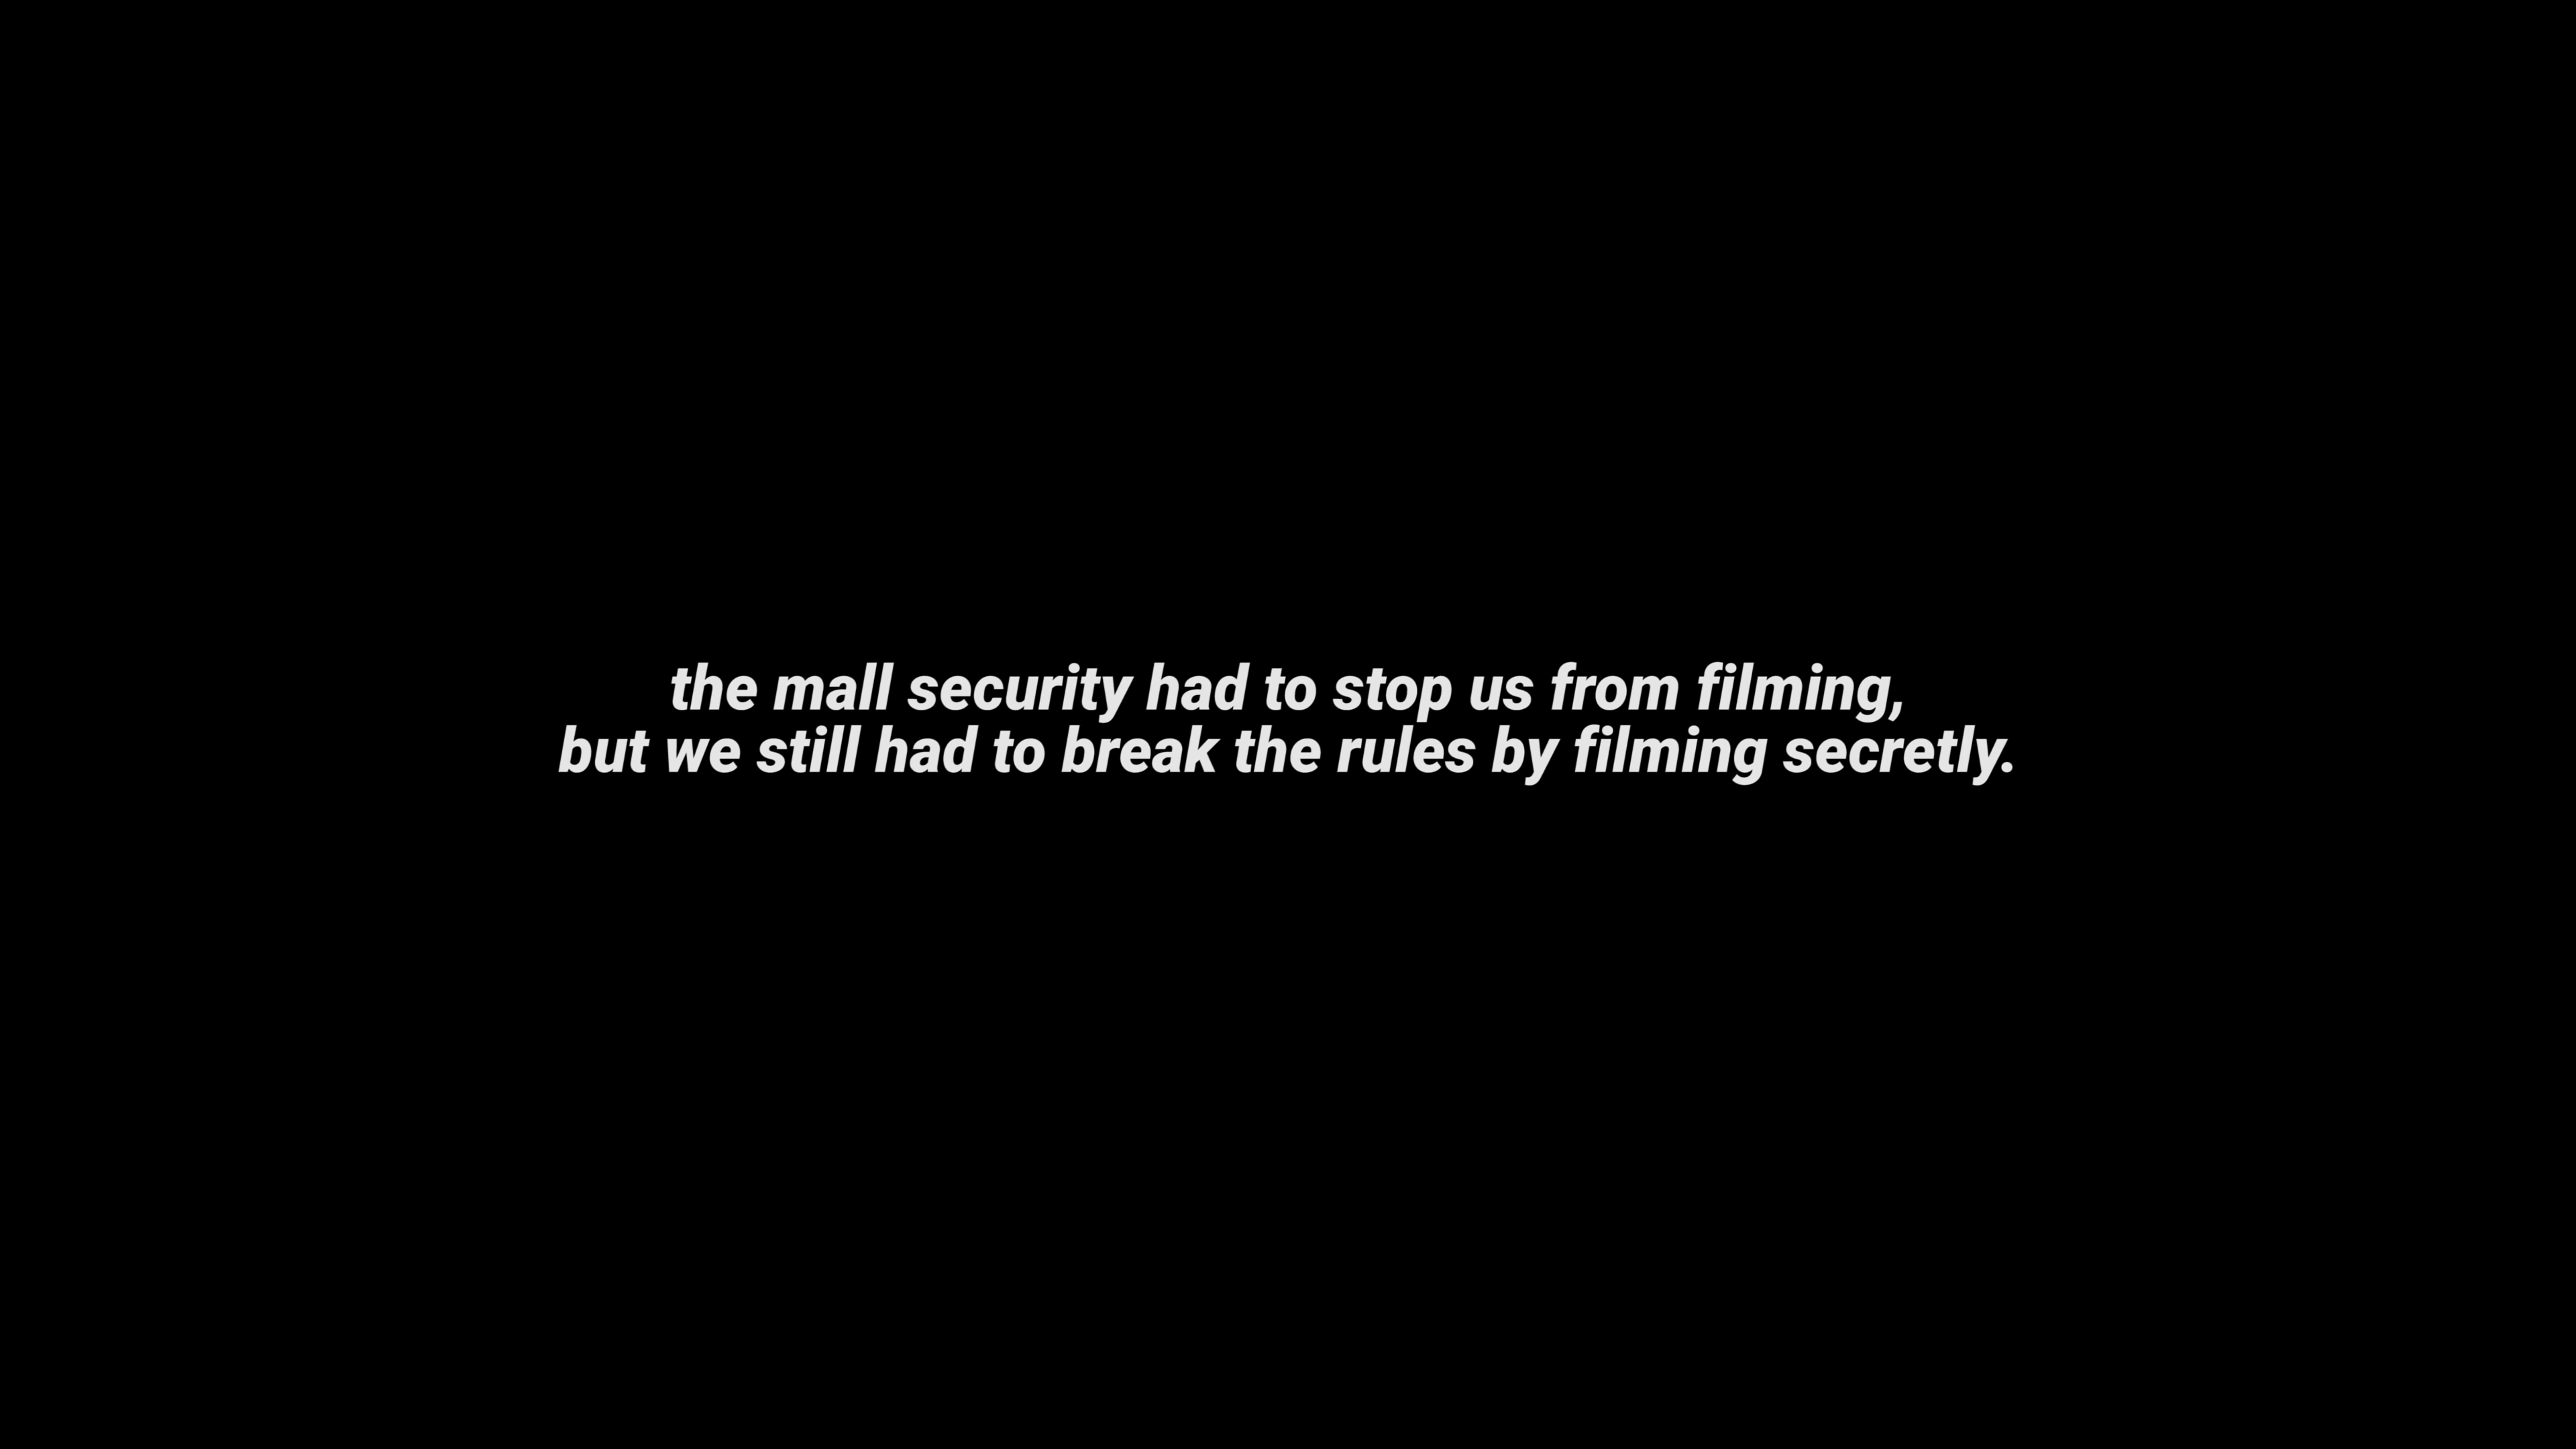 the mall security had to stop us from filming,
but we still had to break the rules by filming secretly.